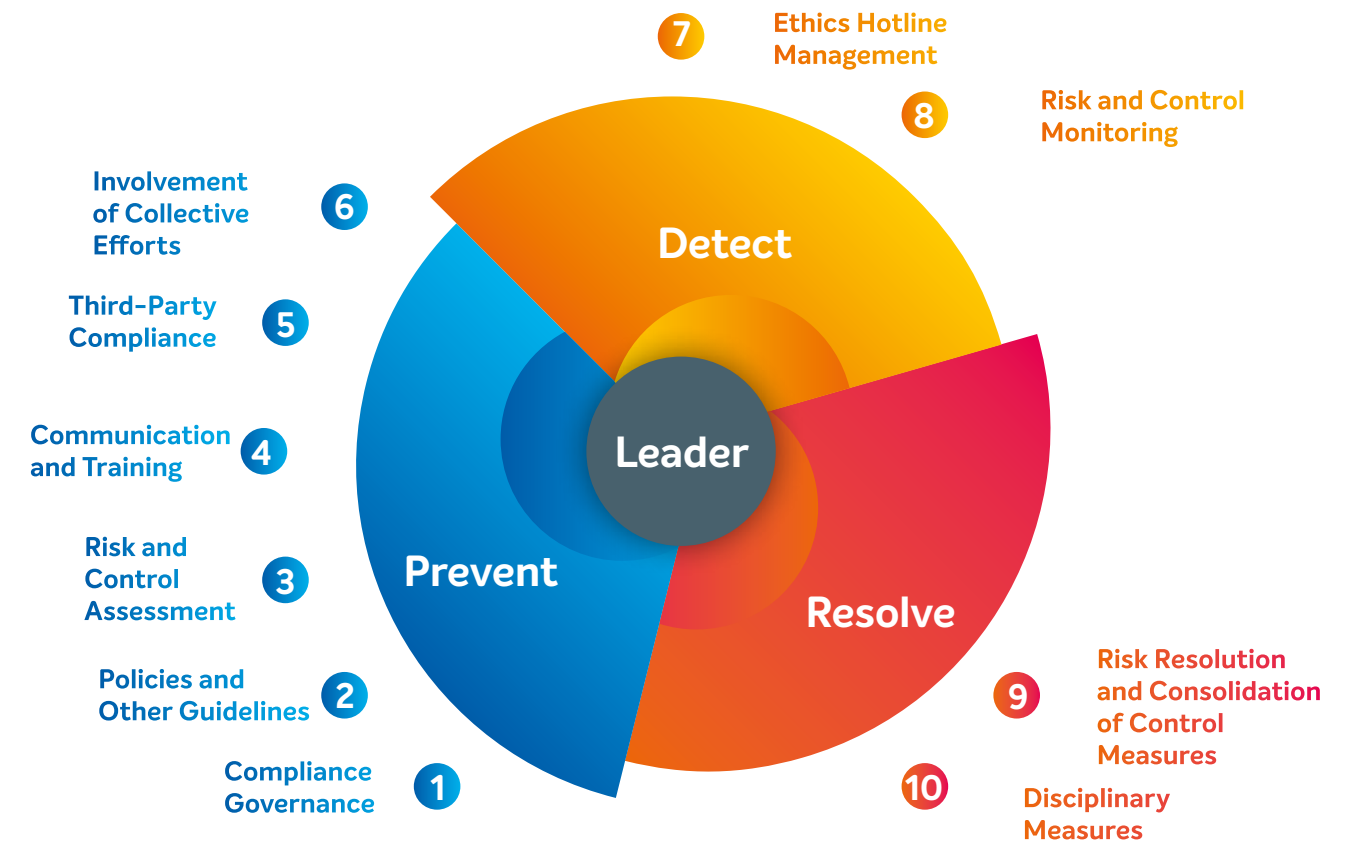 7
Ethics Hotline
Management
8
Risk and Control
Monitoring
6
Involvement
of Collective
Efforts
Detect
5
Third-Party
Compliance
4
Communication
and Training
Leader
3
Risk and
Control
Assessment
Prevent
Resolve
2
Policies and
Other Guidelines
1
Compliance
Governance
9
Risk Resolution
and Consolidation
of Control
Measures
10
Disciplinary
Measures